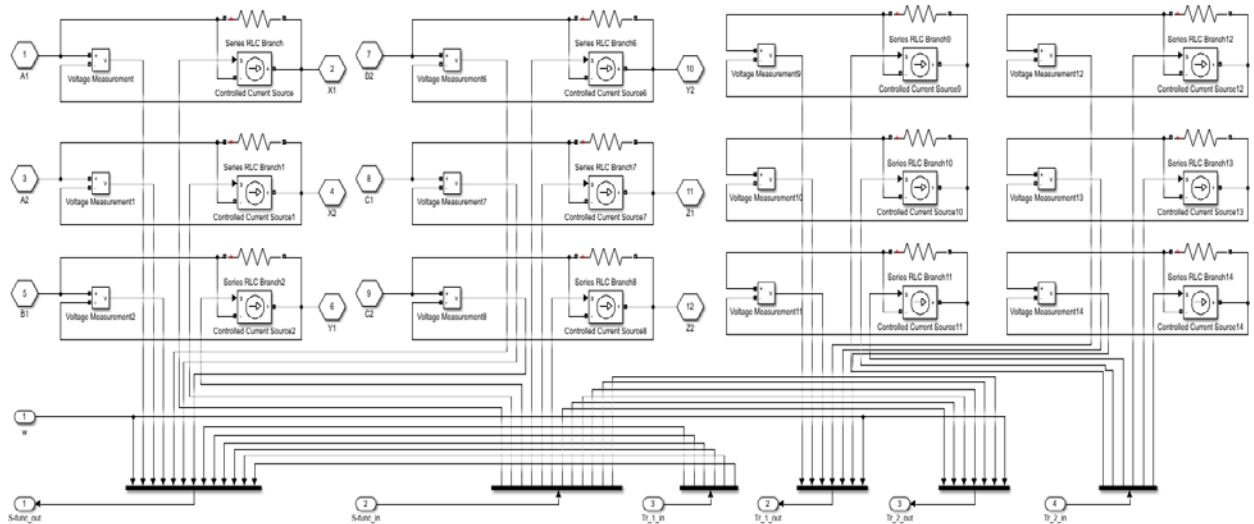 Series RLC Branch
Series RLC Branch6
Series RLC Branch9
Series RLC Branch12
1
A1
Voltage Measurement
Controlled Current Source
2
X1
7
B2
Voltage Measurement6
Controlled Current Source6
10
Y2
Voltage Measurement9
Controlled Current Source9
Voltage Measurement12
Controlled Current Source12
Series RLC Branch1
Series RLC Branch7
Series RLC Branch10
Series RLC Branch13
3
A2
Voltage Measurement1
Controlled Current Source1
4
X2
8
C1
Voltage Measurement7
Controlled Current Source7
11
Z1
Voltage Measurement10
Controlled Current Source10
Voltage Measurement13
Controlled Current Source13
Series RLC Branch2
Series RLC Branch8
Series RLC Branch11
Series RLC Branch14
5
B1
Voltage Measurement2
Controlled Current Source2
6
Y1
9
C2
Voltage Measurement8
Controlled Current Source8
12
Z2
Voltage Measurement11
Controlled Current Source11
Voltage Measurement14
Controlled Current Source14
1
w
1
S-func_out
2
S-func_in
3
Tr_1_in
2
Tr_1_out
3
Tr_2_out
4
Tr_2_in